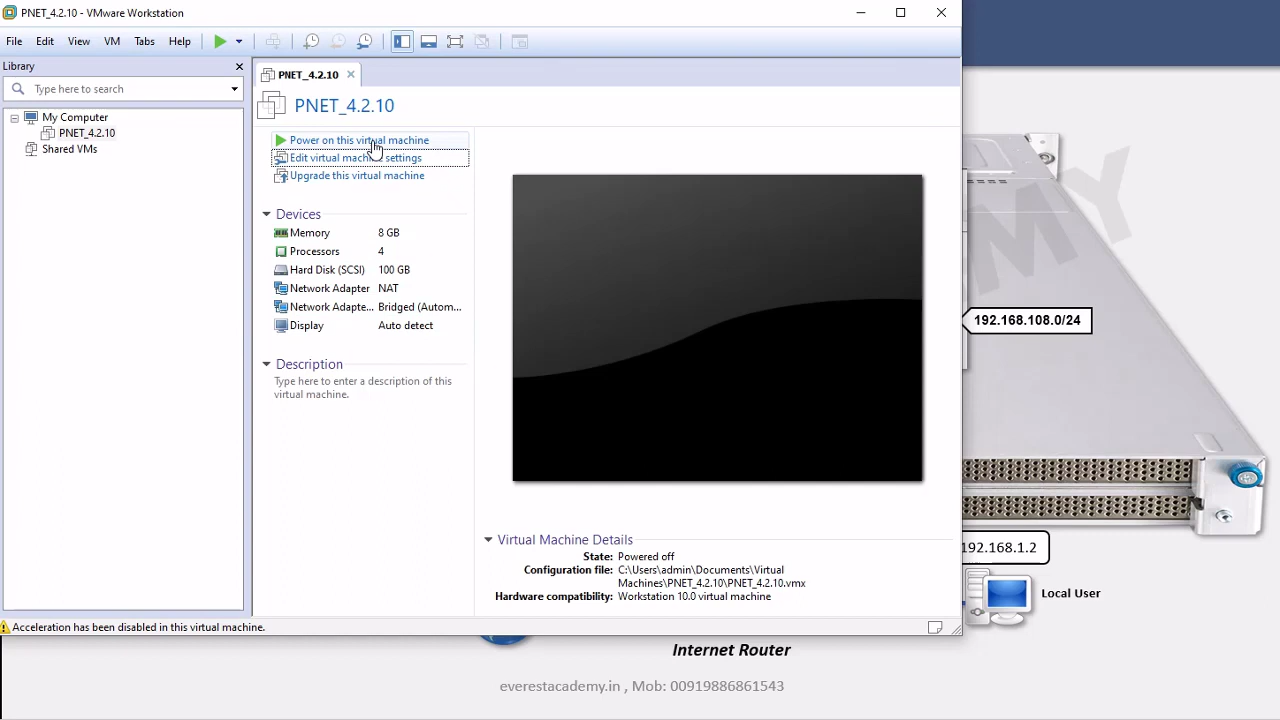 PNET_4.2.10 - VMware Workstation
File Edit View VM Tabs Help
Library
Type here to search
My Computer
PNET_4.2.10
Shared VMs
PNET_4.2.10
PNET_4.2.10
Power on this virtual machine
Edit virtual machine settings
Upgrade this virtual machine
Devices
Memory 8 GB
Processors 4
Hard Disk (SCSI) 100 GB
Network Adapter NAT
Network Adapte... Bridged (Autom...
Display Auto detect
Description
Type here to enter a description of this
virtual machine.
Virtual Machine Details
State: Powered off
Configuration file: C:\Users\admin\Documents\Virtual
Machines\PNET_4.2.10\PNET_4.2.10.vmx
Hardware compatibility: Workstation 10.0 virtual machine
Acceleration has been disabled in this virtual machine.
192.168.108.0/24
192.168.1.2
Local User
Internet Router
everestacademy.in , Mob: 00919886861543